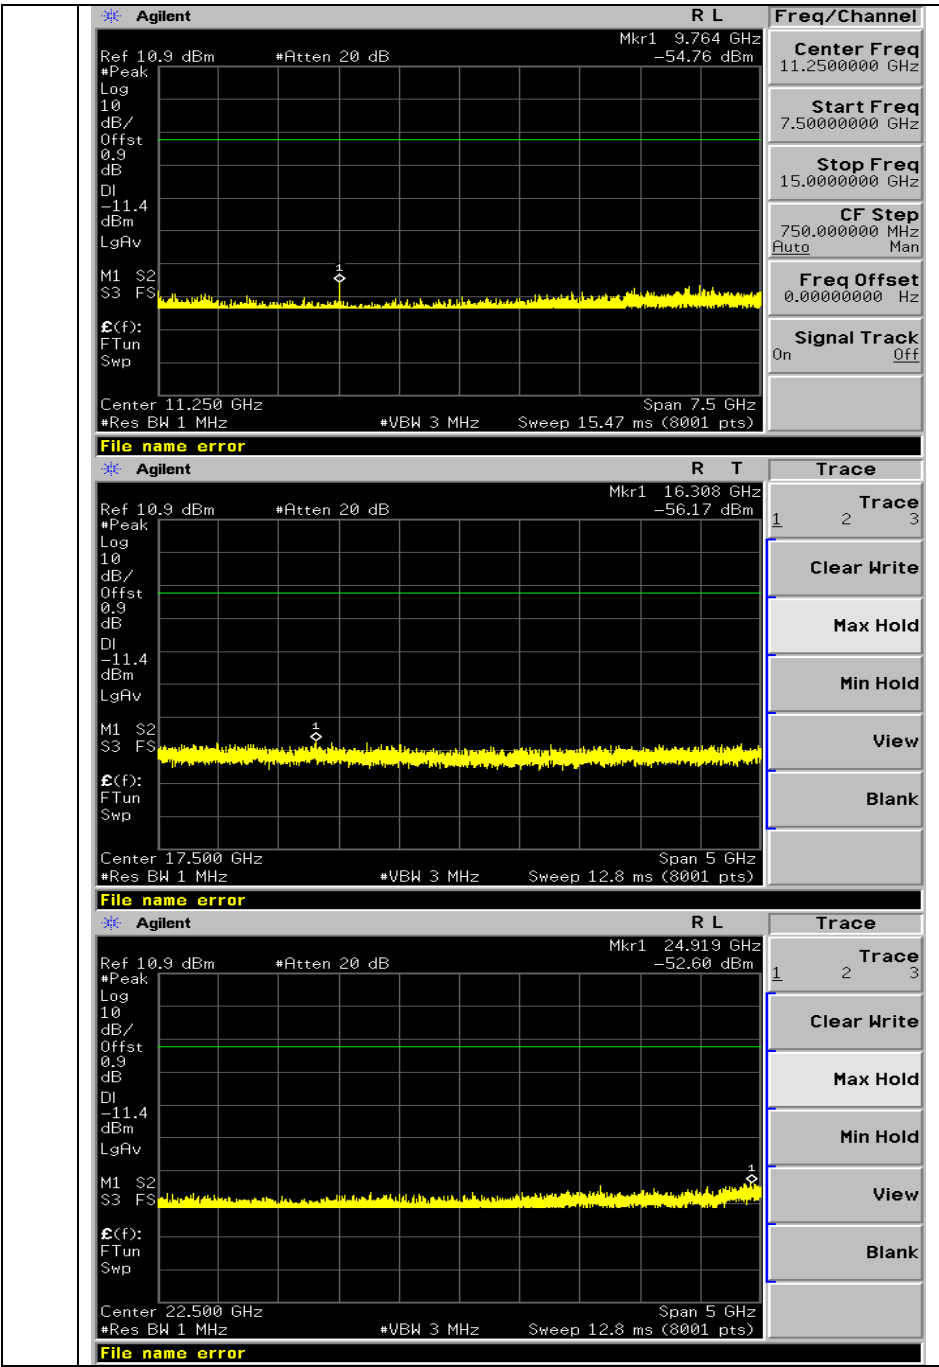 Agilent R L Freq/Channel
Mkr1 9.764 GHz
Ref 10.9 dBm #Atten 20 dB -54.76 dBm
#Peak
Log
10
dB/
Offst
0.9
dB
DI
-11.4
dBm
LgAv
M1 S2
S3 FS
£(f):
FTun
Swp
1
Center 11.250 GHz Span 7.5 GHz
#Res BW 1 MHz #VBW 3 MHz Sweep 15.47 ms (8001 pts)
Center Freq
11.2500000 GHz
Start Freq
7.50000000 GHz
Stop Freq
15.0000000 GHz
CF Step
750.000000 MHz
Auto Man
Freq Offset
0.00000000 Hz
Signal Track
On Off
File name error
Agilent R T Trace
Mkr1 16.308 GHz
Ref 10.9 dBm #Atten 20 dB -56.17 dBm
#Peak
Log
10
dB/
Offst
0.9
dB
DI
-11.4
dBm
LgAv
M1 S2
S3 FS
£(f):
FTun
Swp
1
Center 17.500 GHz Span 5 GHz
#Res BW 1 MHz #VBW 3 MHz Sweep 12.8 ms (8001 pts)
Trace
1 2 3
Clear Write
Max Hold
Min Hold
View
Blank
File name error
Agilent R L Trace
Mkr1 24.919 GHz
Ref 10.9 dBm #Atten 20 dB -52.60 dBm
#Peak
Log
10
dB/
Offst
0.9
dB
DI
-11.4
dBm
LgAv
M1 S2
S3 FS
£(f):
FTun
Swp
1
Center 22.500 GHz Span 5 GHz
#Res BW 1 MHz #VBW 3 MHz Sweep 12.8 ms (8001 pts)
Trace
1 2 3
Clear Write
Max Hold
Min Hold
View
Blank
File name error